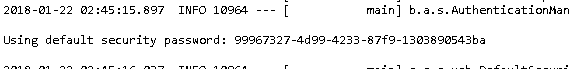 2018-01-22 02:45:15.897 INFO 10964 --- [ main] b.a.s.AuthenticationMan
Using default security password: 99967327-4d99-4233-87f9-1303890543ba